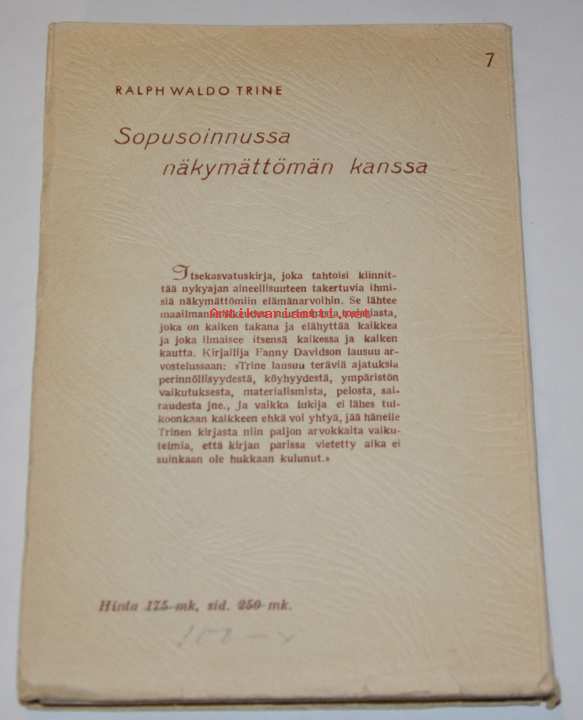 7
RALPH WALDO TRINE
Sopusoinnussa
näkymättömän kanssa
Itsekasvatuskirja, joka tahtoisi kiinnit-
tää nykyajan aineellisuuteen takertuvia ihmi-
siä näkymättömiin elämänarvoihin. Se lähtee
maailman
Antikvariaatti.net
joka on kaiken takana ja elähyttää kaikkea
ja joka ilmaisee itsensä kaikessa ja kaiken
kautta. Kirjailija Fanny Davidson lausuu ar-
vostelussaan: »Trine lausuu teräviä ajatuksia
perinnöllisyydestä, köyhyydestä, ympäristön
vaikutuksesta, materialismista, pelosta, sai-
raudesta jne., ja vaikka lukija ei lähes tul-
koonkaan kaikkeen ehkä voi yhtyä, jää hänelle
Trinen kirjasta niin paljon arvokkaita vaiku-
telmia, että kirjan parissa vietetty aika ei
suinkaan ole hukkaan kulunut.»
Hinta 175 mk, sid. 250 mk.